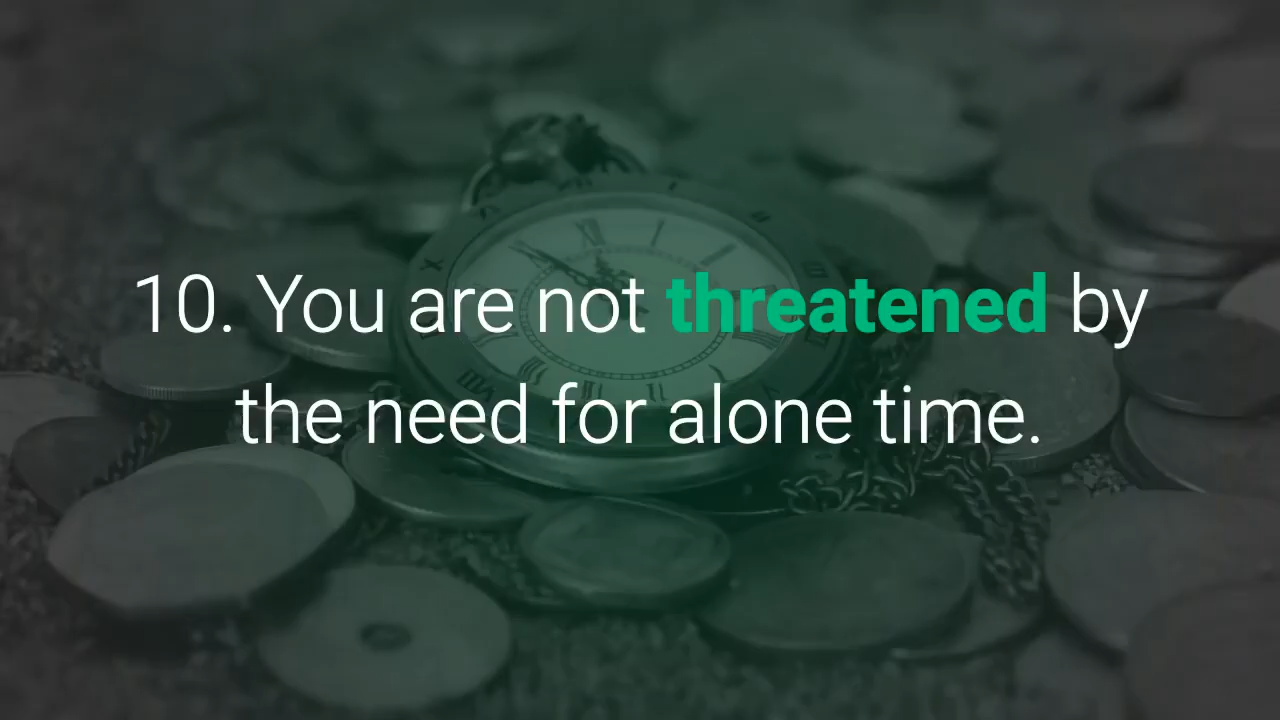 10. You are not threatened by
the need for alone time.